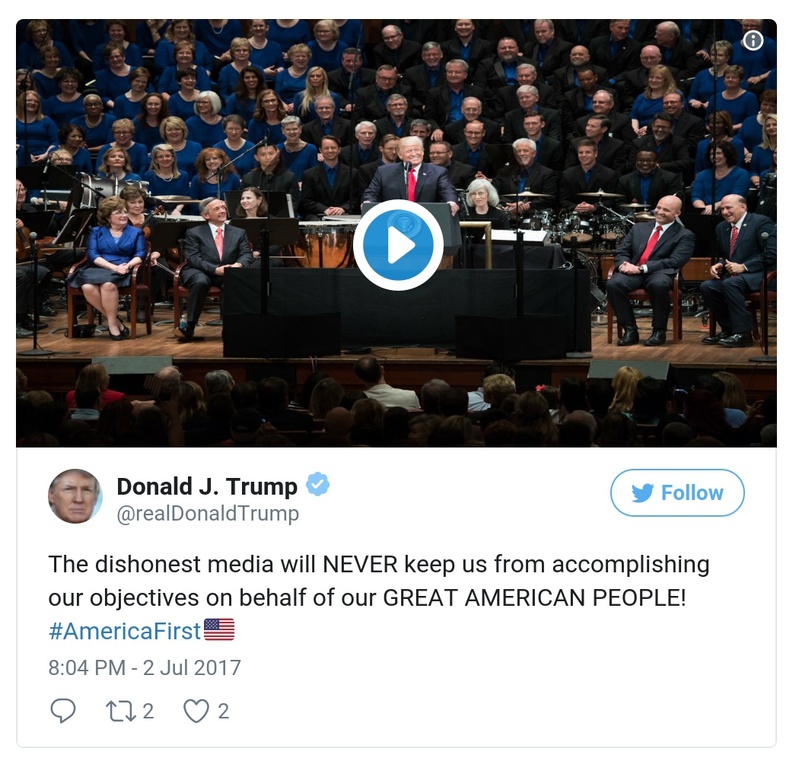 Donald J. Trump
@realDonaldTrump
Follow
The dishonest media will NEVER keep us from accomplishing
our objectives on behalf of our GREAT AMERICAN PEOPLE!
#AmericaFirst🇺🇸
8:04 PM - 2 Jul 2017
2 2